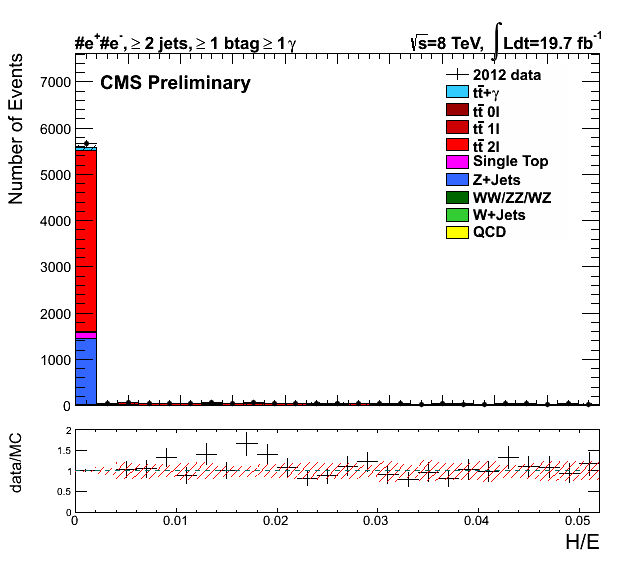 #e⁺#e⁻, ≥ 2 jets, ≥ 1 btag ≥ 1 γ
√s=8 TeV, ∫ Ldt=19.7 fb⁻¹
CMS Preliminary
2012 data
tt̄+γ
tt̄ 0l
tt̄ 1l
tt̄ 2l
Single Top
Z+Jets
WW/ZZ/WZ
W+Jets
QCD
Number of Events
7000
6000
5000
4000
3000
2000
1000
0
data/MC
2
1.5
1
0.5
0
0 0.01 0.02 0.03 0.04 0.05
H/E